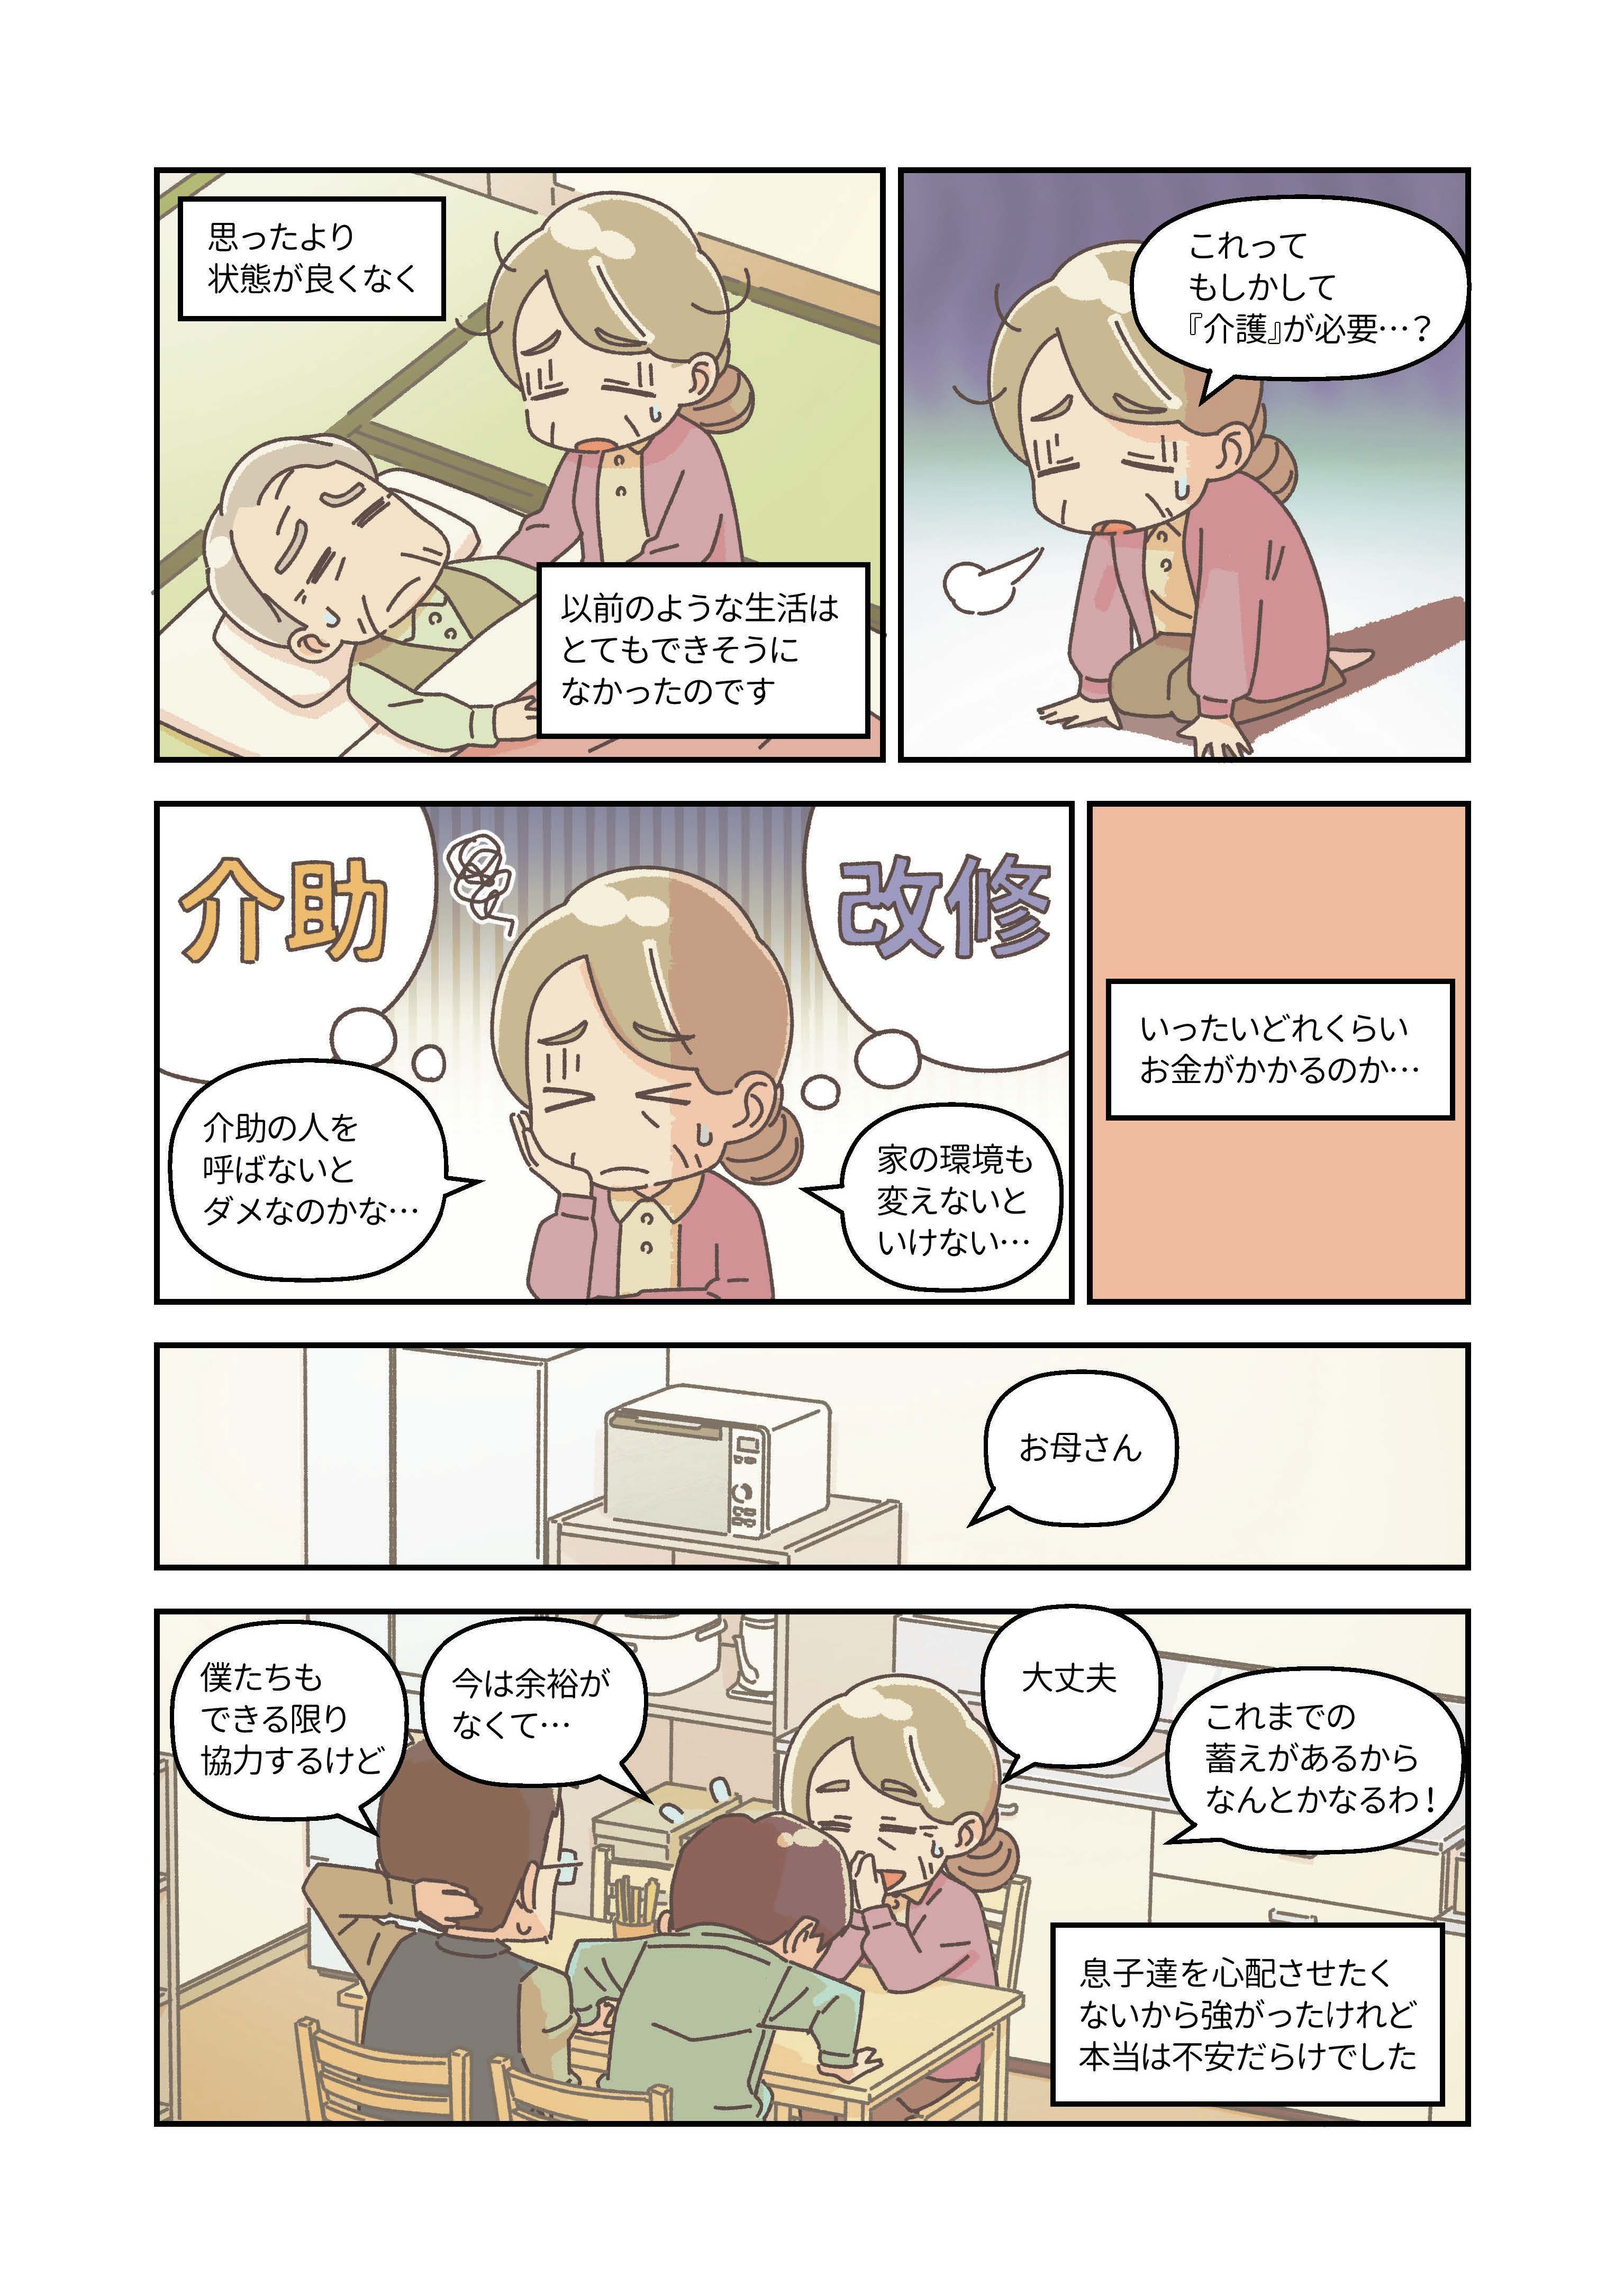 思ったより
状態が良くなく
以前のような生活は
とてもできそうに
なかったのです
これって
もしかして
『介護』が必要…？
介助
改修
介助の人を
呼ばないと
ダメなのかな…
家の環境も
変えないと
いけない…
いったいどれくらい
お金がかかるのか…
お母さん
僕たちも
できる限り
協力するけど
今は余裕が
なくて…
大丈夫
これまでの
蓄えがあるから
なんとかなるわ！
息子達を心配させたく
ないから強がったけれど
本当は不安だらけでした